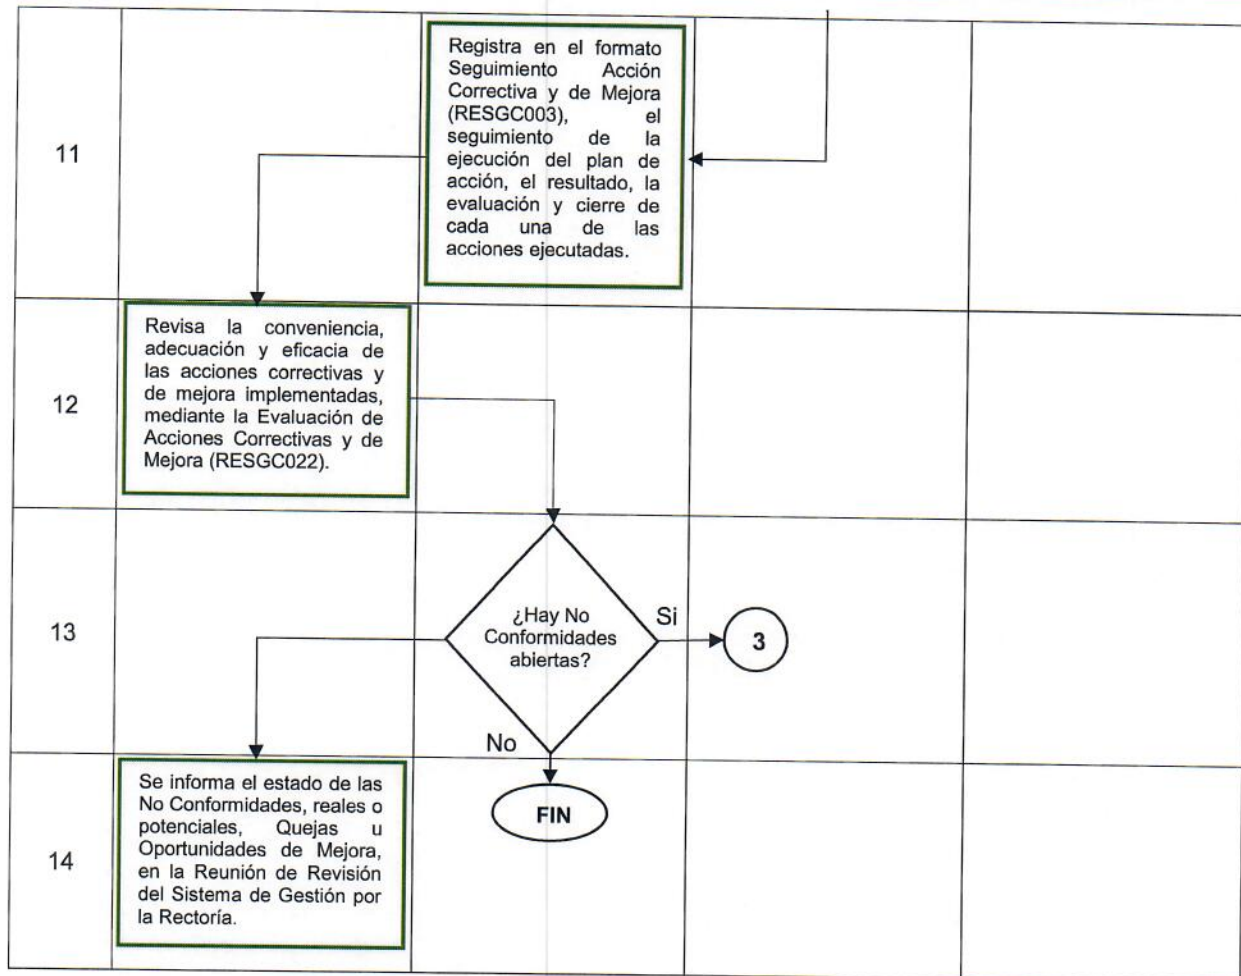 11
Registra en el formato
Seguimiento Acción
Correctiva y de Mejora
(RESGC003), el
seguimiento de la
ejecución del plan de
acción, el resultado, la
evaluación y cierre de
cada una de las
acciones ejecutadas.
12
Revisa la conveniencia,
adecuación y eficacia de
las acciones correctivas y
de mejora implementadas,
mediante la Evaluación de
Acciones Correctivas y de
Mejora (RESGC022).
13
¿Hay No
Conformidades
abiertas?
Si
3
No
14
Se informa el estado de las
No Conformidades, reales o
potenciales, Quejas u
Oportunidades de Mejora,
en la Reunión de Revisión
del Sistema de Gestión por
la Rectoría.
FIN